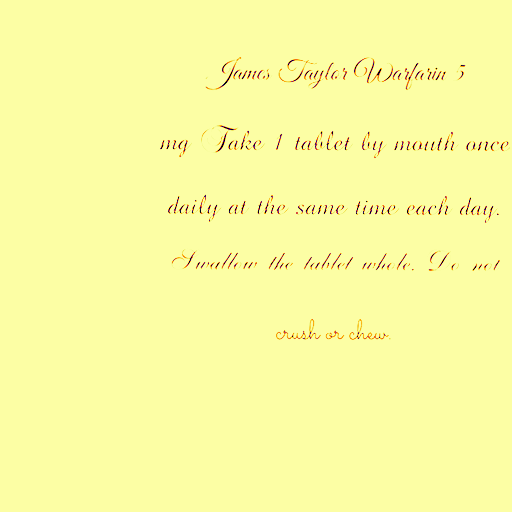 James Taylor Warfarin 5
mg Take 1 tablet by mouth once
daily at the same time each day.
Swallow the tablet whole. Do not
crush or chew.